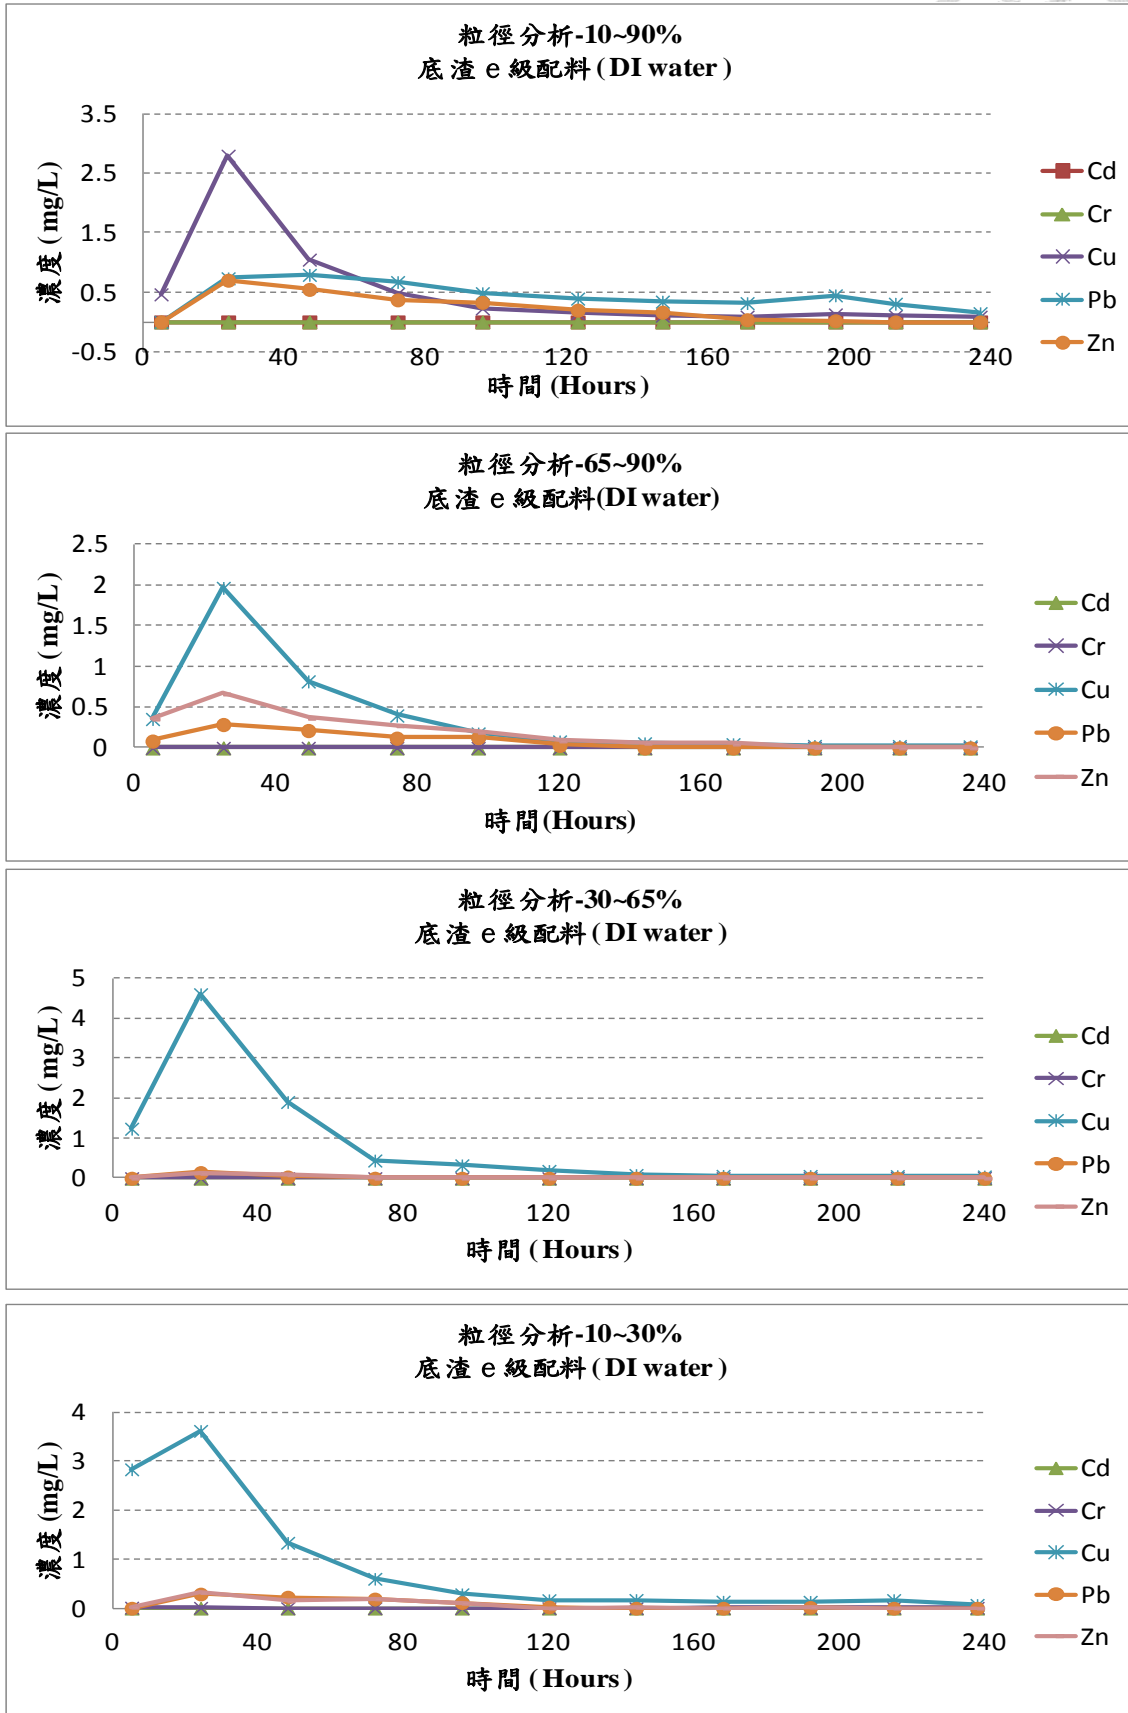 粒徑分析-10~90%
底渣 e 級配料 ( DI water )
濃度 ( mg/L)
3.5
2.5
1.5
0.5
-0.5
0 40 80 120 160 200 240
時間 (Hours )
Cd
Cr
Cu
Pb
Zn
粒徑分析-65~90%
底渣 e 級配料(DI water)
濃度 ( mg/L)
2.5
2
1.5
1
0.5
0
0 40 80 120 160 200 240
時間(Hours)
Cd
Cr
Cu
Pb
Zn
粒徑分析-30~65%
底渣 e 級配料 ( DI water )
濃度 ( mg/L)
5
4
3
2
1
0
0 40 80 120 160 200 240
時間 ( Hours )
Cd
Cr
Cu
Pb
Zn
粒徑分析-10~30%
底渣 e 級配料 ( DI water )
濃度 (mg/L)
4
3
2
1
0
0 40 80 120 160 200 240
時間 ( Hours )
Cd
Cr
Cu
Pb
Zn